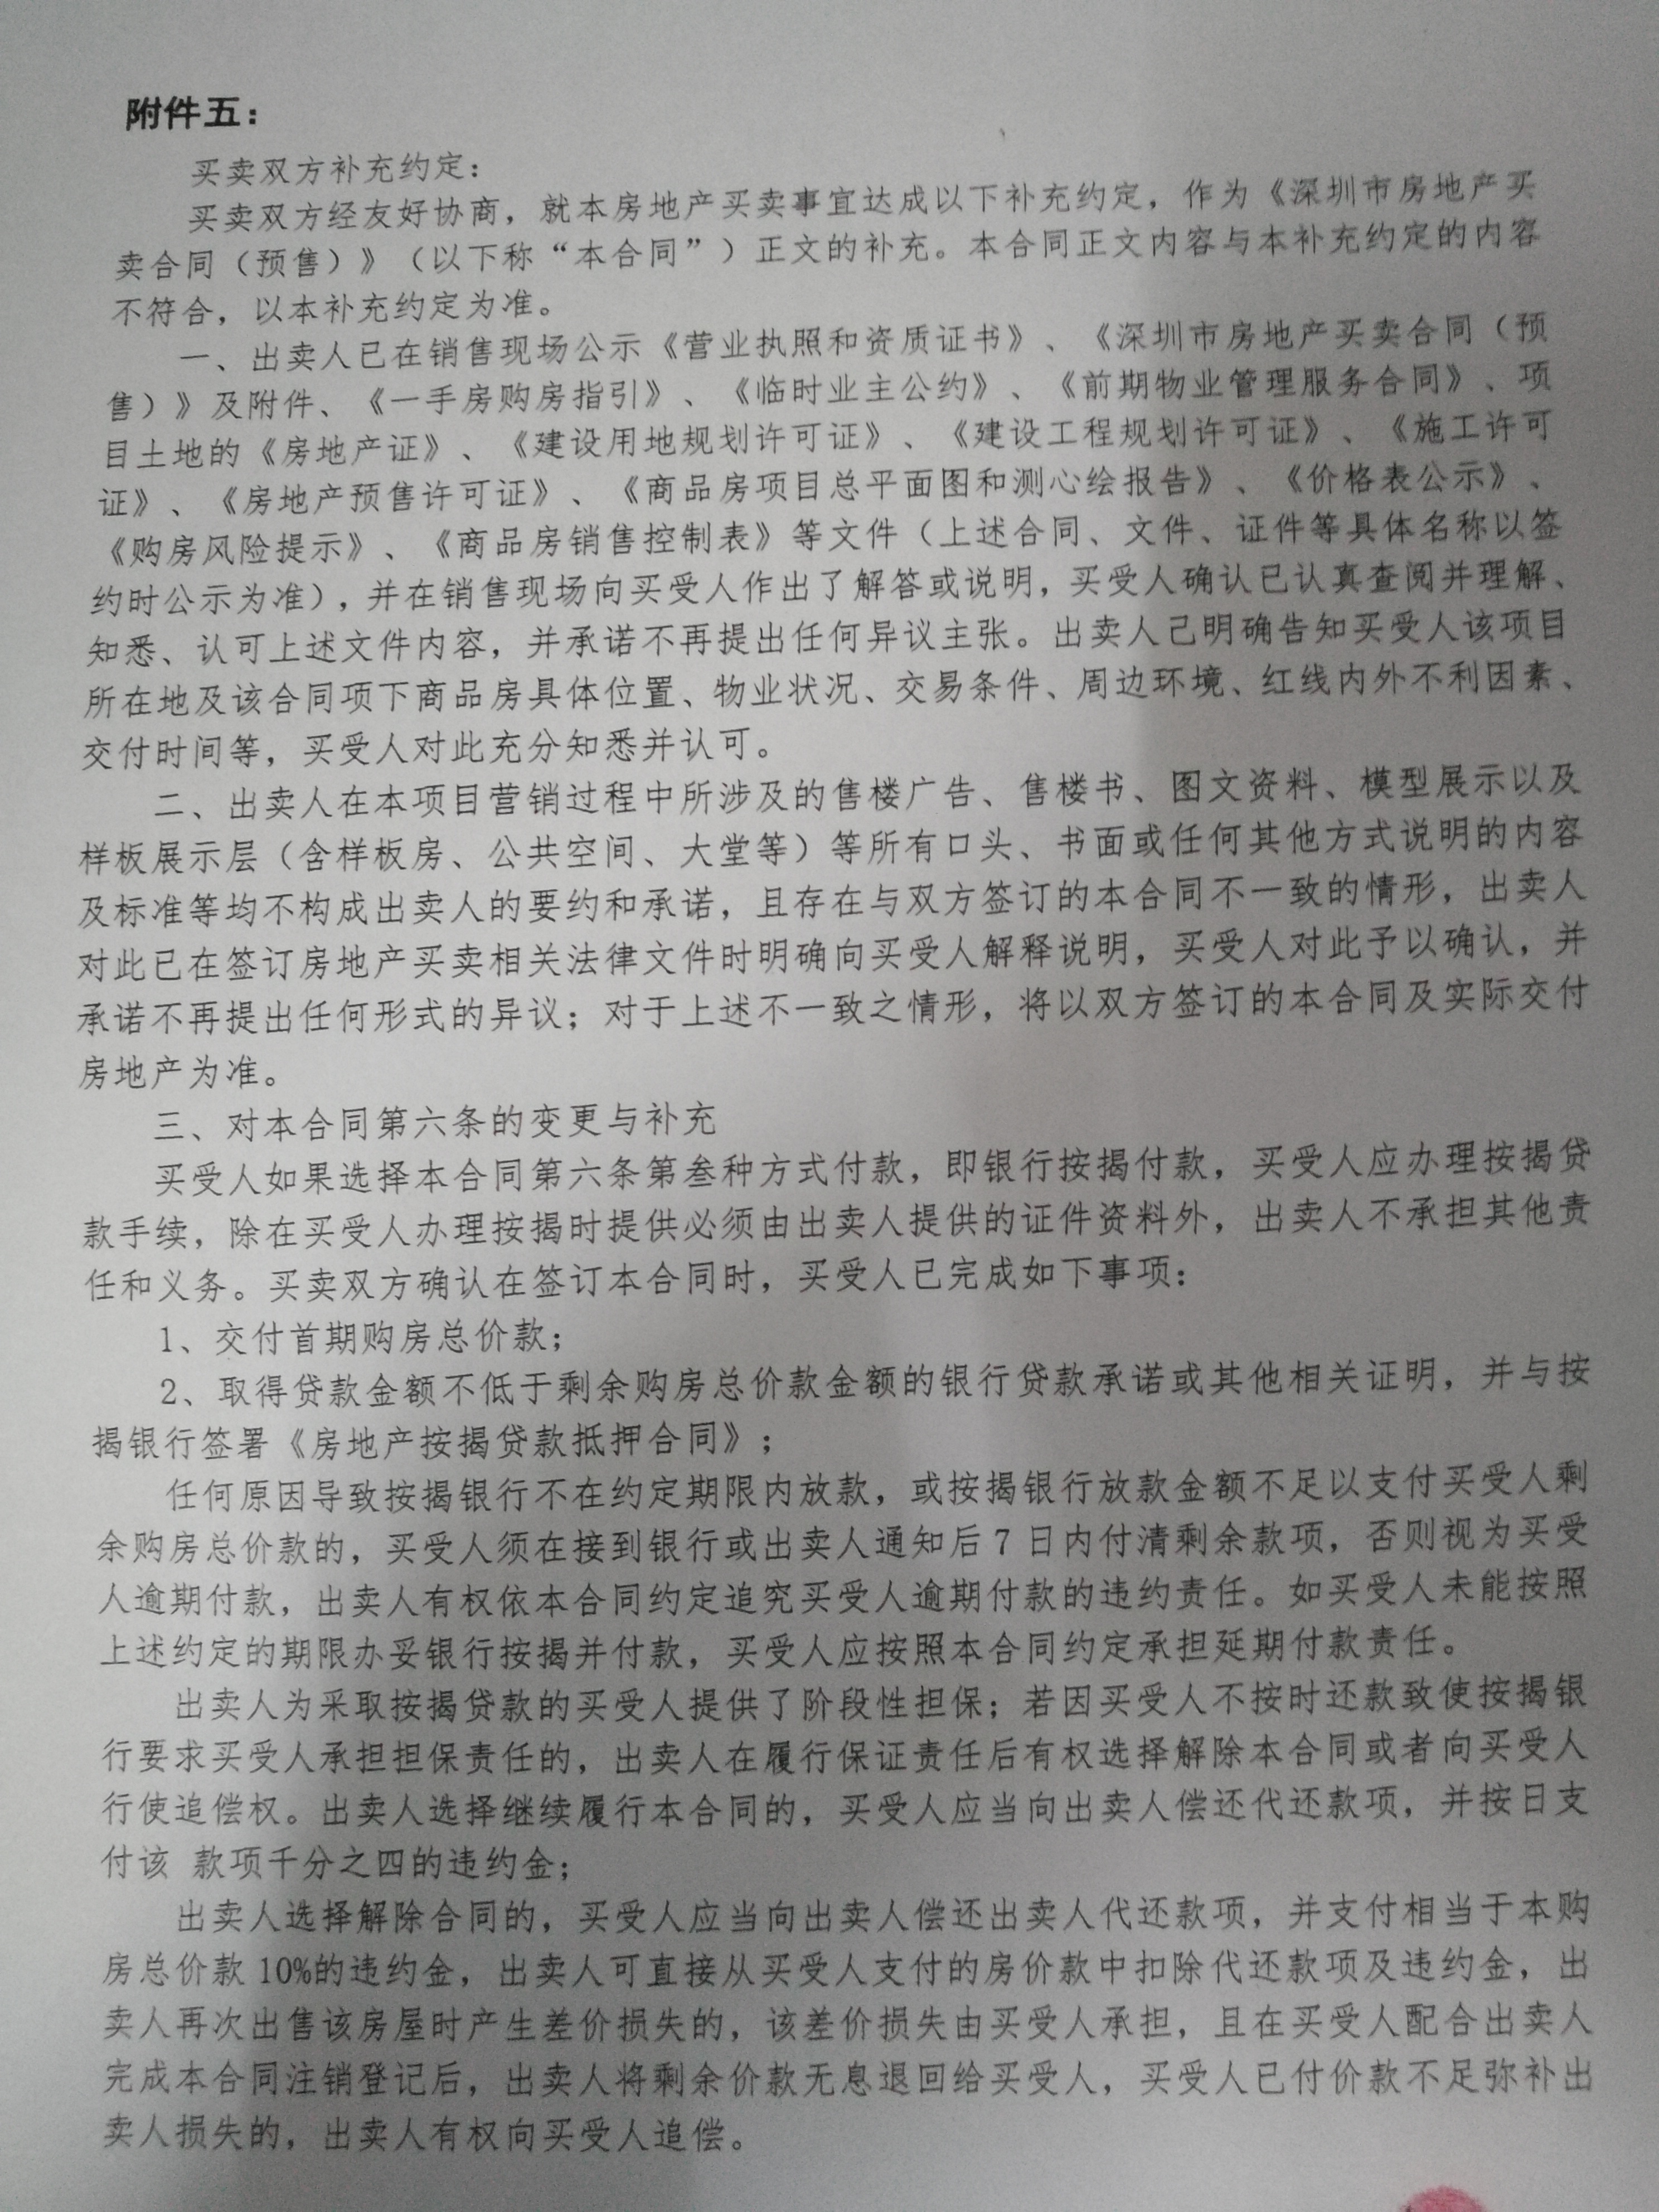 附件五：
买卖双方补充约定：
买卖双方经友好协商，就本房地产买卖事宜达成以下补充约定，作为《深圳市房地产买
卖合同（预售）》（以下称“本合同”）正文的补充。本合同正文内容与本补充约定的内容
不符合，以本补充约定为准。
一、出卖人已在销售现场公示《营业执照和资质证书》、《深圳市房地产买卖合同（预
售）》及附件、《一手房购房指引》、《临时业主公约》、《前期物业管理服务合同》、项
目土地的《房地产证》、《建设用地规划许可证》、《建设工程规划许可证》、《施工许可
证》、《房地产预售许可证》、《商品房项目总平面图和测心绘报告》、《价格表公示》、
《购房风险提示》、《商品房销售控制表》等文件（上述合同、文件、证件等具体名称以签
约时公示为准），并在销售现场向买受人作出了解答或说明，买受人确认已认真查阅并理解、
知悉、认可上述文件内容，并承诺不再提出任何异议主张。出卖人己明确告知买受人该项目
所在地及该合同项下商品房具体位置、物业状况、交易条件、周边环境、红线内外不利因素、
交付时间等，买受人对此充分知悉并认可。
二、出卖人在本项目营销过程中所涉及的售楼广告、售楼书、图文资料、模型展示以及
样板展示层（含样板房、公共空间、大堂等）等所有口头、书面或任何其他方式说明的内容
及标准等均不构成出卖人的要约和承诺，且存在与双方签订的本合同不一致的情形，出卖人
对此已在签订房地产买卖相关法律文件时明确向买受人解释说明，买受人对此予以确认，并
承诺不再提出任何形式的异议；对于上述不一致之情形，将以双方签订的本合同及实际交付
房地产为准。
三、对本合同第六条的变更与补充
买受人如果选择本合同第六条第叁种方式付款，即银行按揭付款，买受人应办理按揭贷
款手续，除在买受人办理按揭时提供必须由出卖人提供的证件资料外，出卖人不承担其他责
任和义务。买卖双方确认在签订本合同时，买受人已完成如下事项：
1、交付首期购房总价款；
2、取得贷款金额不低于剩余购房总价款金额的银行贷款承诺或其他相关证明，并与按
揭银行签署《房地产按揭贷款抵押合同》；
任何原因导致按揭银行不在约定期限内放款，或按揭银行放款金额不足以支付买受人剩
余购房总价款的，买受人须在接到银行或出卖人通知后7日内付清剩余款项，否则视为买受
人逾期付款，出卖人有权依本合同约定追究买受人逾期付款的违约责任。如买受人未能按照
上述约定的期限办妥银行按揭并付款，买受人应按照本合同约定承担延期付款责任。
出卖人为采取按揭贷款的买受人提供了阶段性担保；若因买受人不按时还款致使按揭银
行要求买受人承担担保责任的，出卖人在履行保证责任后有权选择解除本合同或者向买受人
行使追偿权。出卖人选择继续履行本合同的，买受人应当向出卖人偿还代还款项，并按日支
付该 款项千分之四的违约金；
出卖人选择解除合同的，买受人应当向出卖人偿还出卖人代还款项，并支付相当于本购
房总价款10%的违约金，出卖人可直接从买受人支付的房价款中扣除代还款项及违约金，出
卖人再次出售该房屋时产生差价损失的，该差价损失由买受人承担，且在买受人配合出卖人
完成本合同注销登记后，出卖人将剩余价款无息退回给买受人，买受人已付价款不足弥补出
卖人损失的，出卖人有权向买受人追偿。